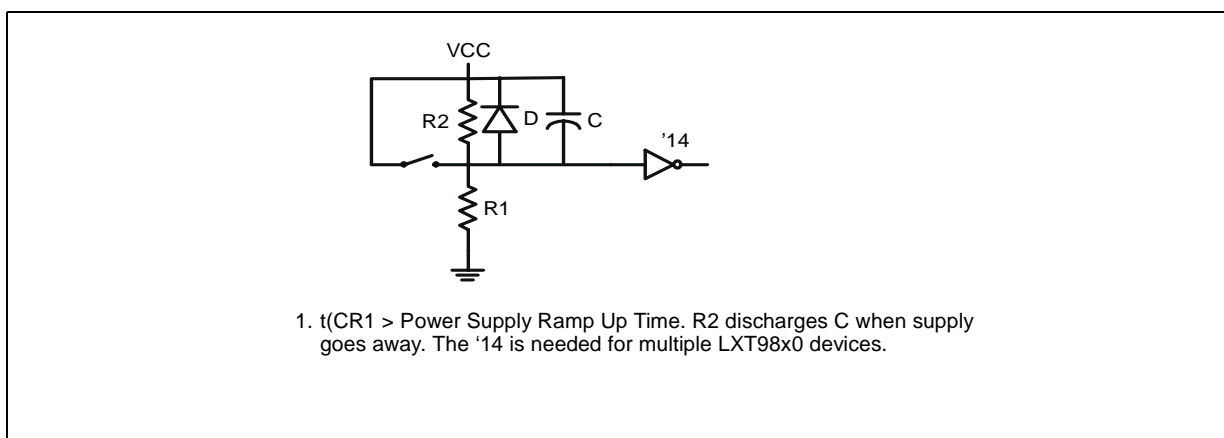 VCC
R2
D
C
'14
R1
1. t(CR1 > Power Supply Ramp Up Time. R2 discharges C when supply
goes away. The ‘14 is needed for multiple LXT98x0 devices.